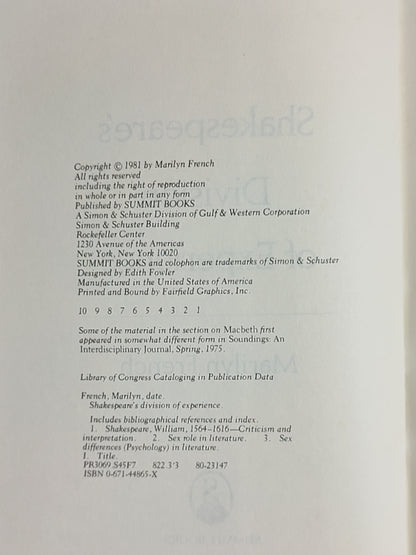 Copyright © 1981 by Marilyn French
All rights reserved
including the right of reproduction
in whole or in part in any form
Published by SUMMIT BOOKS
A Simon & Schuster Division of Gulf & Western Corporation
Simon & Schuster Building
Rockefeller Center
1230 Avenue of the Americas
New York, New York 10020
SUMMIT BOOKS and colophon are trademarks of Simon & Schuster
Designed by Edith Fowler
Manufactured in the United States of America
Printed and Bound by Fairfield Graphics, Inc.
10 9 8 7 6 5 4 3 2 1
Some of the material in the section on Macbeth first
appeared in somewhat different form in Soundings: An
Interdisciplinary Journal, Spring, 1975.
Library of Congress Cataloging in Publication Data
French, Marilyn, date.
Shakespeare's division of experience.
Includes bibliographical references and index.
1. Shakespeare, William, 1564–1616—Criticism and
interpretation. 2. Sex role in literature. 3. Sex
differences (Psychology) in literature.
I. Title.
PR3069.S45F7 822.3'3 80-23147
ISBN 0-671-44865-X